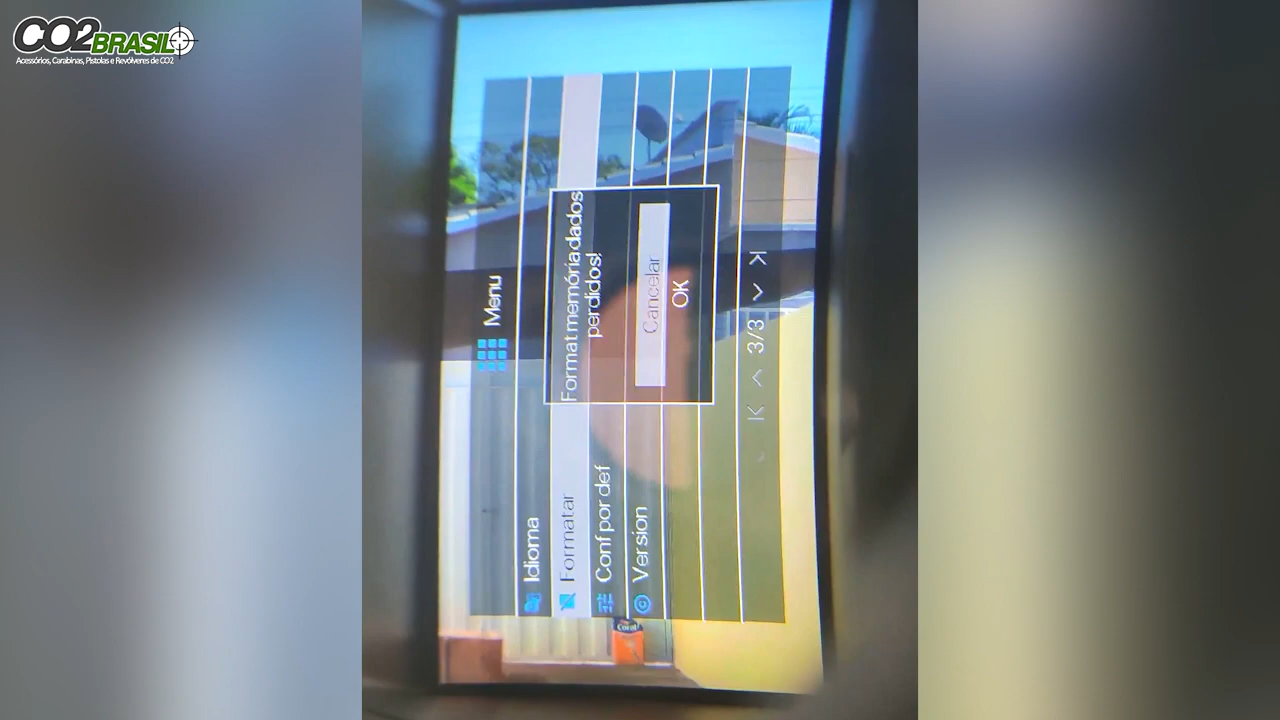 CO2BRASIL
Acessórios, Carabinas, Pistolas e Revólveres de CO2
Menu
Idioma
Formatar
Conf por def
Version
Format memória dados
perdidos!
Cancelar
OK
3/3
Coral